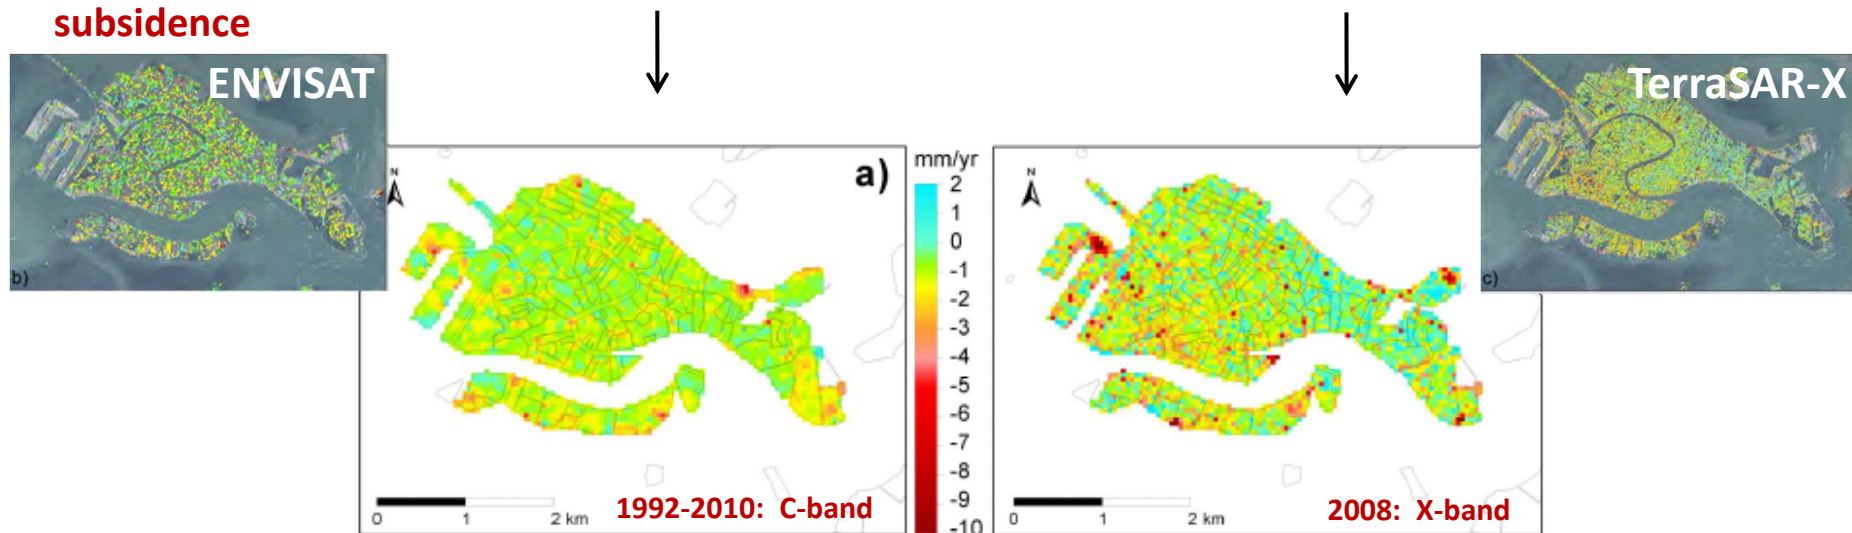 subsidence
ENVISAT
TerraSAR-X
b)
c)
N
a)
mm/yr
2
1
0
-1
-2
-3
-4
-5
-6
-7
-8
-9
-10
N
0 1 2 km
1992-2010: C-band
0 1 2 km
2008: X-band